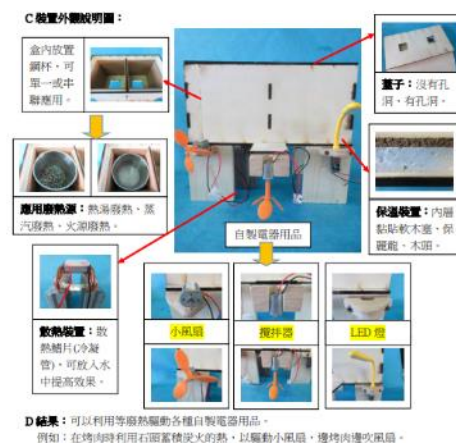 C 裝置外觀說明圖：
盒內放置
鋼杯、可
單一或串
聯應用。
蓋子：沒有孔
洞、有孔洞。
應用廢熱源：熱湯廢熱、蒸
汽廢熱、火源廢熱。
保溫裝置：內層
黏貼軟木塞、保
麗龍、木頭。
自製電器用品
散熱裝置：散
熱鰭片(冷凝
管)、可放入水
中提高效果。
小風扇
攪拌器
LED 燈
D 結果：可以利用等廢熱驅動各種自製電器用品。
例如：在烤肉時利用石頭蓄積炭火的熱，以驅動小風扇，邊烤肉邊吹風扇。